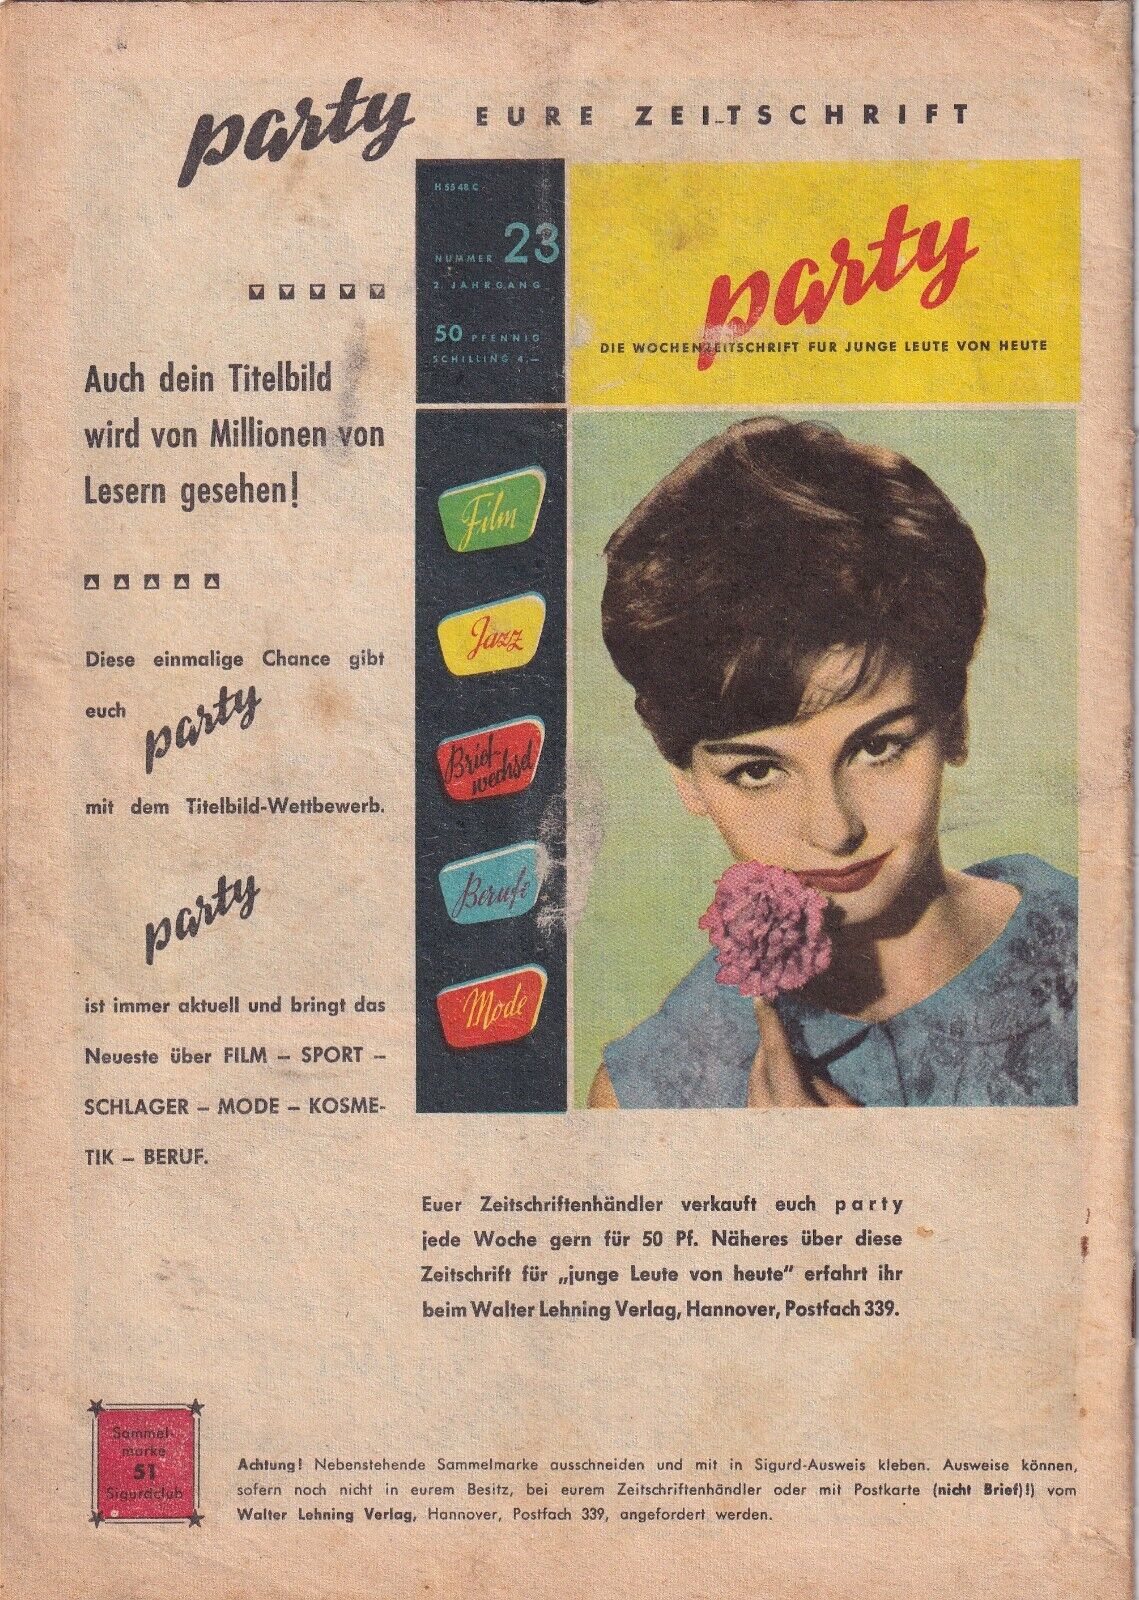 party EURE ZEITSCHRIFT
H 5548 C
NUMMER 23
2. JAHRGANG
50 PFENNIG
SCHILLING 4,—
party
DIE WOCHENZEITSCHRIFT FUR JUNGE LEUTE VON HEUTE
Film
Jazz
Brief-
wechsel
Berufe
Mode
Auch dein Titelbild
wird von Millionen von
Lesern gesehen!
Diese einmalige Chance gibt
euch party
mit dem Titelbild-Wettbewerb.
party
ist immer aktuell und bringt das
Neueste über FILM – SPORT –
SCHLAGER – MODE – KOSME-
TIK – BERUF.
Euer Zeitschriftenhändler verkauft euch party
jede Woche gern für 50 Pf. Näheres über diese
Zeitschrift für „junge Leute von heute" erfahrt ihr
beim Walter Lehning Verlag, Hannover, Postfach 339.
Sammel-
marke
51
Sigurdclub
Achtung! Nebenstehende Sammelmarke ausschneiden und mit in Sigurd-Ausweis kleben. Ausweise können,
sofern noch nicht in eurem Besitz, bei eurem Zeitschriftenhändler oder mit Postkarte (nicht Brief)!) vom
Walter Lehning Verlag, Hannover, Postfach 339, angefordert werden.